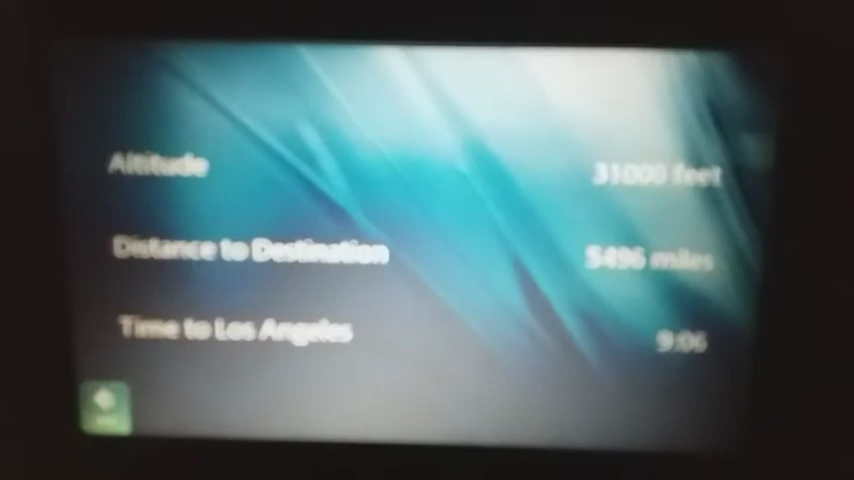 Altitude 31000 feet
Distance to Destination 5496 miles
Time to Los Angeles 9:06